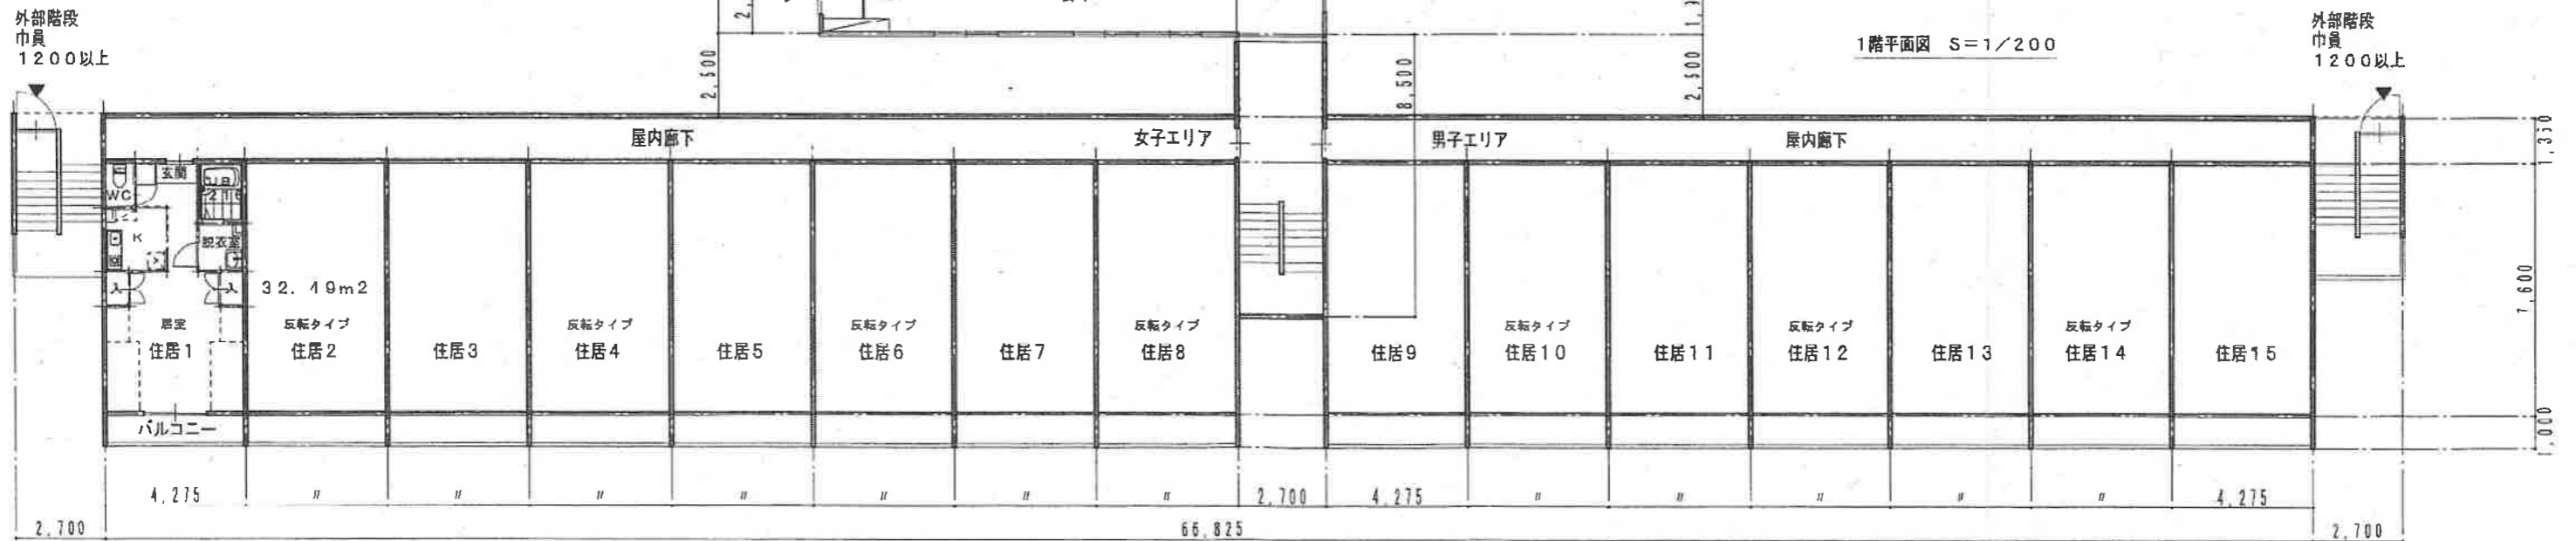 外部階段
巾員
1200以上
2,500
8,500
2,500
1階平面図 S=1/200
外部階段
巾員
1200以上
屋内廊下
女子エリア
男子エリア
屋内廊下
1,350
WC
玄関
UB
K
脱衣室
入
入
32.49m2
7,600
居室
住居1
反転タイプ
住居2
住居3
反転タイプ
住居4
住居5
反転タイプ
住居6
住居7
反転タイプ
住居8
住居9
反転タイプ
住居10
住居11
反転タイプ
住居12
住居13
反転タイプ
住居14
住居15
バルコニー
1,000
4,275 〃 〃 〃 〃 〃 〃 〃 2,700 4,275 〃 〃 〃 〃 〃 4,275
2,700 66,825 2,700